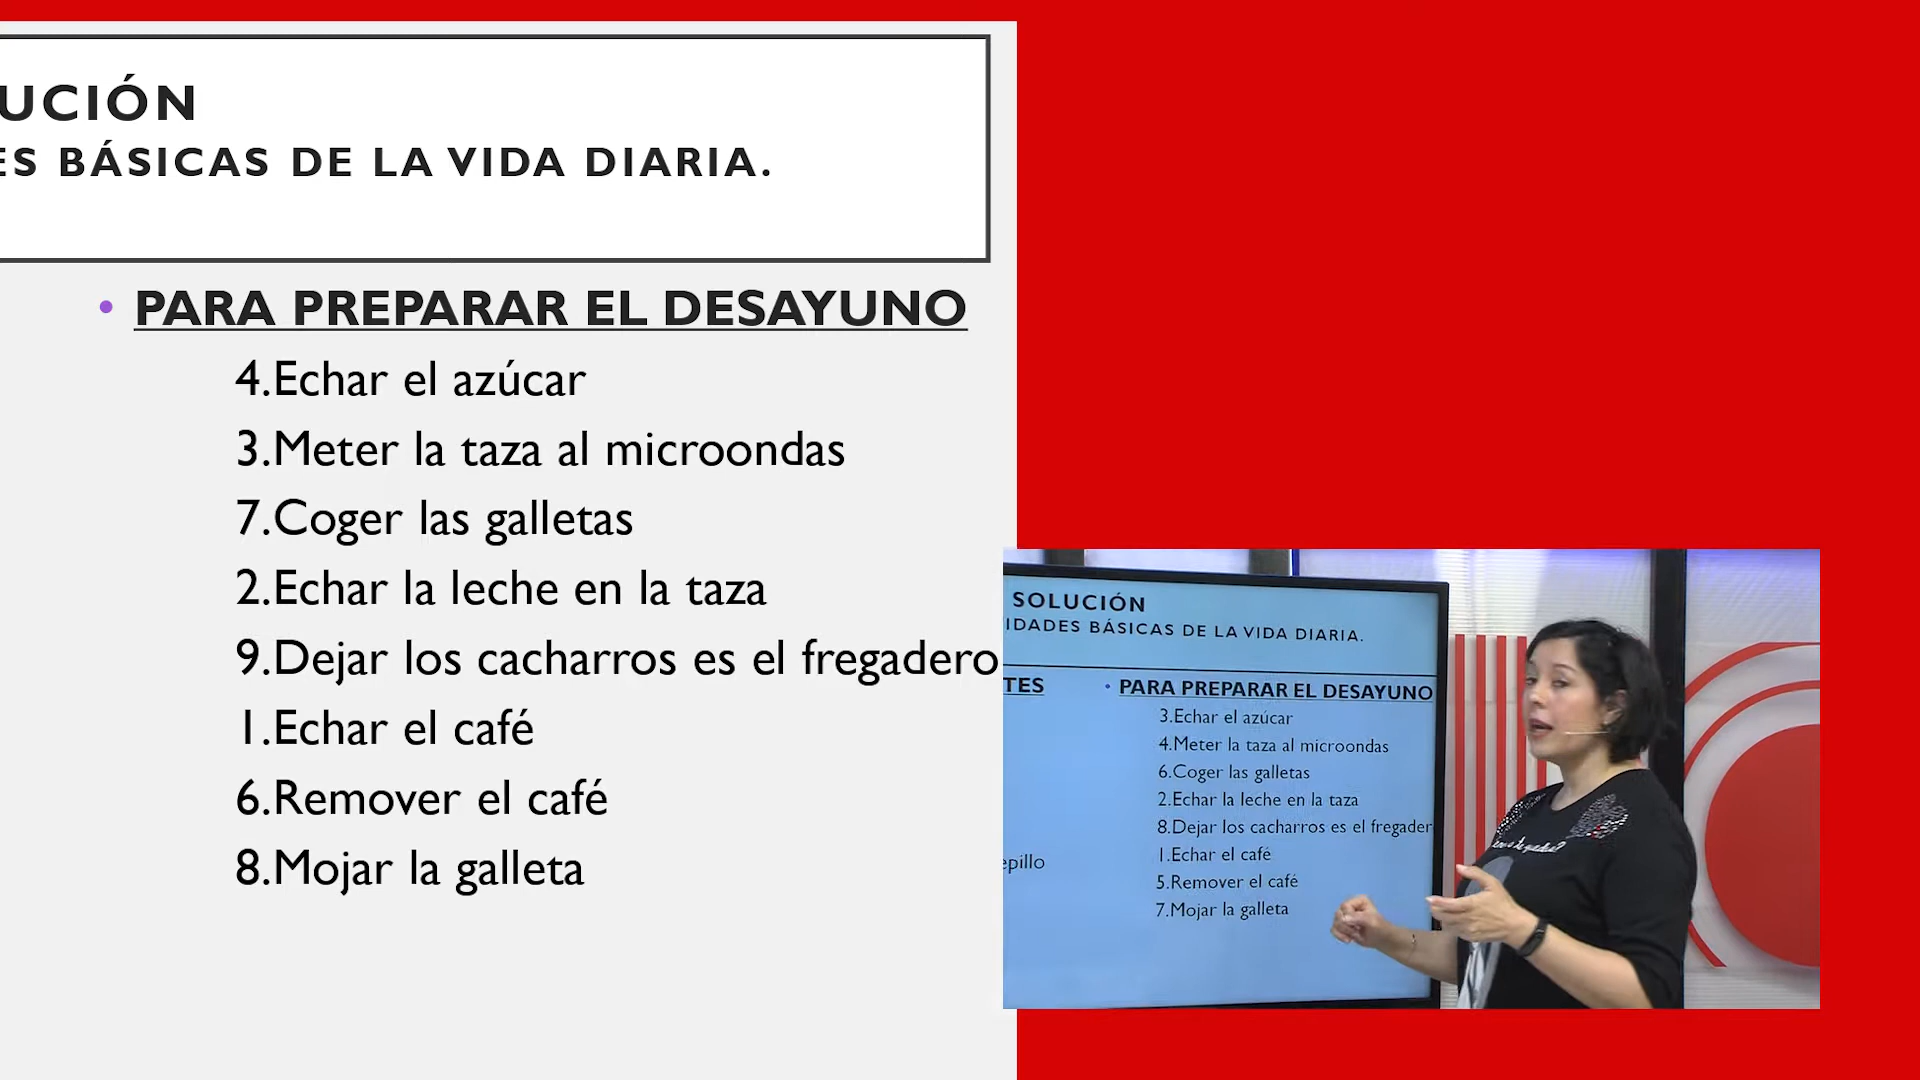 UCIÓN
ES BÁSICAS DE LA VIDA DIARIA.
• PARA PREPARAR EL DESAYUNO
4.Echar el azúcar
3.Meter la taza al microondas
7.Coger las galletas
2.Echar la leche en la taza
9.Dejar los cacharros es el fregadero
1.Echar el café
6.Remover el café
8.Mojar la galleta
SOLUCIÓN
IDADES BÁSICAS DE LA VIDA DIARIA.
TES
• PARA PREPARAR EL DESAYUNO
3.Echar el azúcar
4.Meter la taza al microondas
6.Coger las galletas
2.Echar la leche en la taza
8.Dejar los cacharros es el fregader
1.Echar el café
epillo
5.Remover el café
7.Mojar la galleta